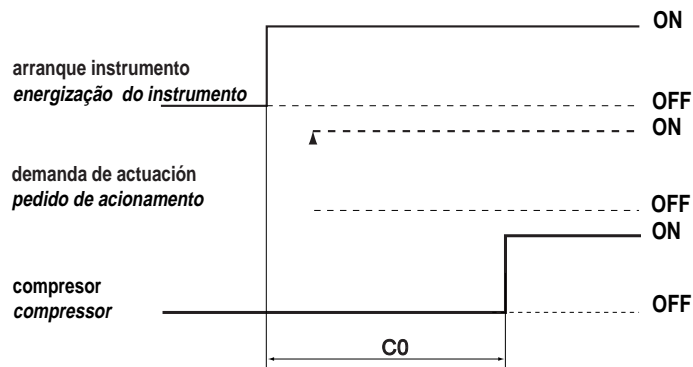 ON
arranque instrumento
energização do instrumento
OFF
ON
demanda de actuación
pedido de acionamento
OFF
ON
compresor
compressor
OFF
C0